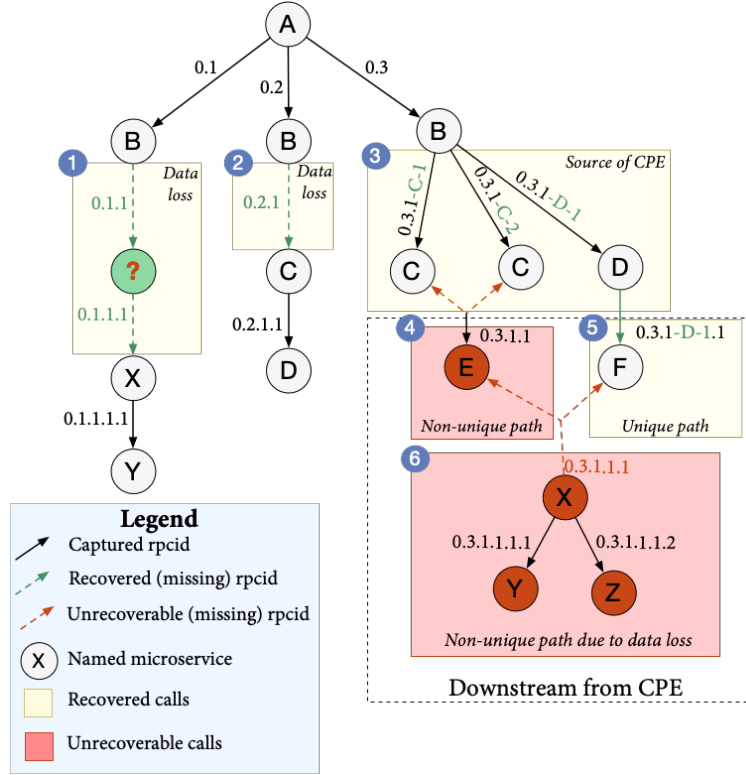 A
0.1
0.2
0.3
B
B
B
1
Data
loss
0.1.1
?
0.1.1.1
X
0.1.1.1.1
Y
2
Data
loss
0.2.1
C
0.2.1.1
D
3
Source of CPE
0.3.1-C-1
0.3.1-C-2
0.3.1-D-1
C
C
D
4
0.3.1.1
E
Non-unique path
5
0.3.1-D-1.1
F
Unique path
6
0.3.1.1.1
X
0.3.1.1.1.1
0.3.1.1.1.2
Y
Z
Non-unique path due to data loss
Downstream from CPE
Legend
Captured rpcid
Recovered (missing) rpcid
Unrecoverable (missing) rpcid
X
Named microservice
Recovered calls
Unrecoverable calls